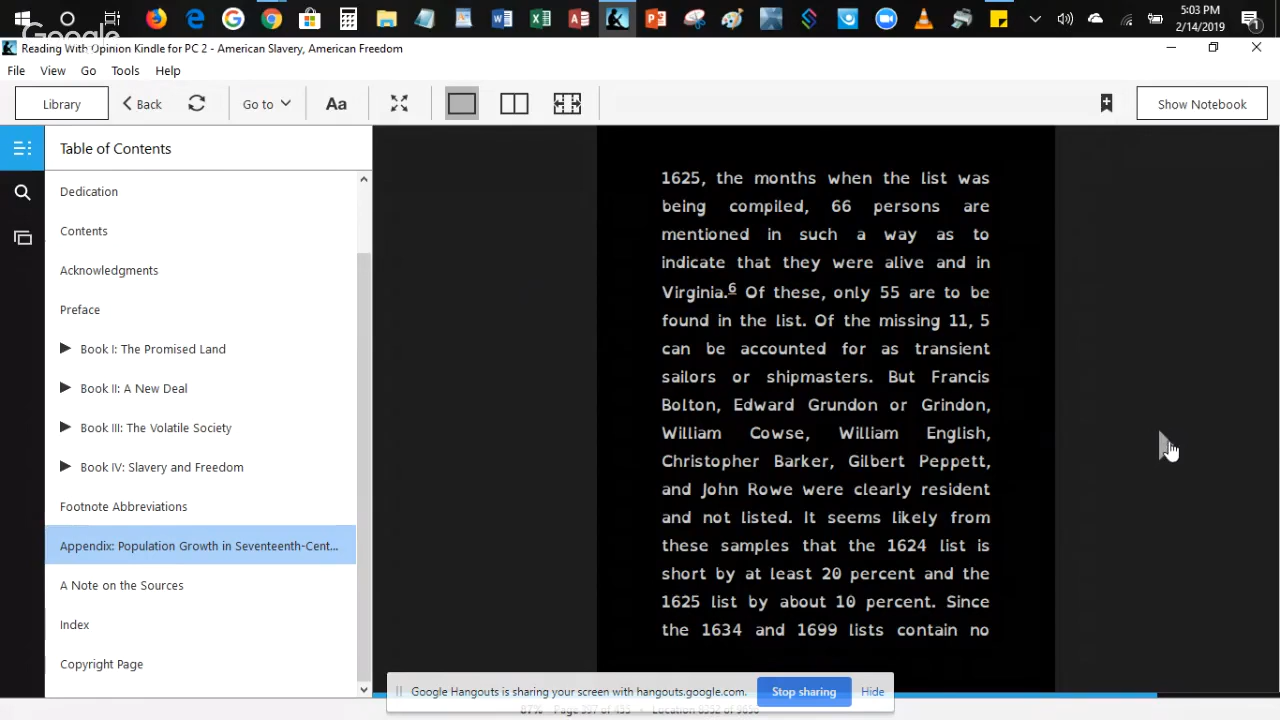 5:03 PM
2/14/2019
1
Google
Reading With Opinion Kindle for PC 2 - American Slavery, American Freedom
File View Go Tools Help
Library Back Go to Aa Show Notebook
Table of Contents
Dedication
Contents
Acknowledgments
Preface
Book I: The Promised Land
Book II: A New Deal
Book III: The Volatile Society
Book IV: Slavery and Freedom
Footnote Abbreviations
Appendix: Population Growth in Seventeenth-Cent...
A Note on the Sources
Index
Copyright Page
1625, the months when the list was
being compiled, 66 persons are
mentioned in such a way as to
indicate that they were alive and in
Virginia.6 Of these, only 55 are to be
found in the list. Of the missing 11, 5
can be accounted for as transient
sailors or shipmasters. But Francis
Bolton, Edward Grundon or Grindon,
William Cowse, William English,
Christopher Barker, Gilbert Peppett,
and John Rowe were clearly resident
and not listed. It seems likely from
these samples that the 1624 list is
short by at least 20 percent and the
1625 list by about 10 percent. Since
the 1634 and 1699 lists contain no
Google Hangouts is sharing your screen with hangouts.google.com. Stop sharing Hide